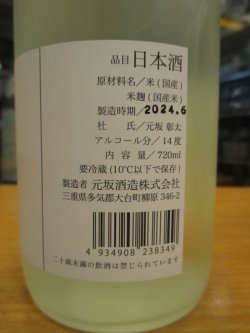 品目 日本酒
原材料名／米(国産)
米麹(国産米)
製造時期／2024.6
杜　氏／元坂 彰太
アルコール分／14度
内 容 量／720ml
要冷蔵(10℃以下で保存)
製造者 元坂酒造株式会社
三重県多気郡大台町柳原 346-2
4 934908 238349
二十歳未満の飲酒は禁じられています